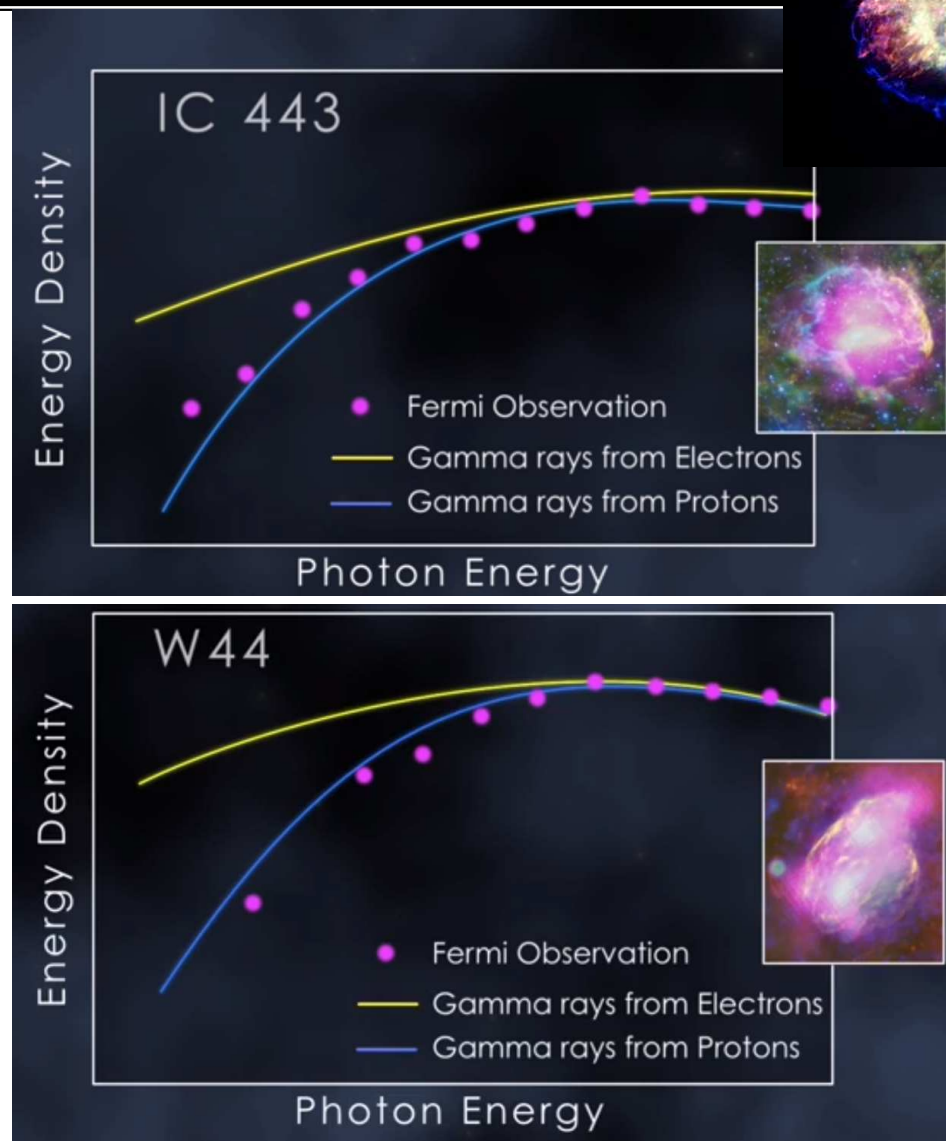 IC 443
Energy Density
Fermi Observation
Gamma rays from Electrons
Gamma rays from Protons
Photon Energy
W44
Energy Density
Fermi Observation
Gamma rays from Electrons
Gamma rays from Protons
Photon Energy